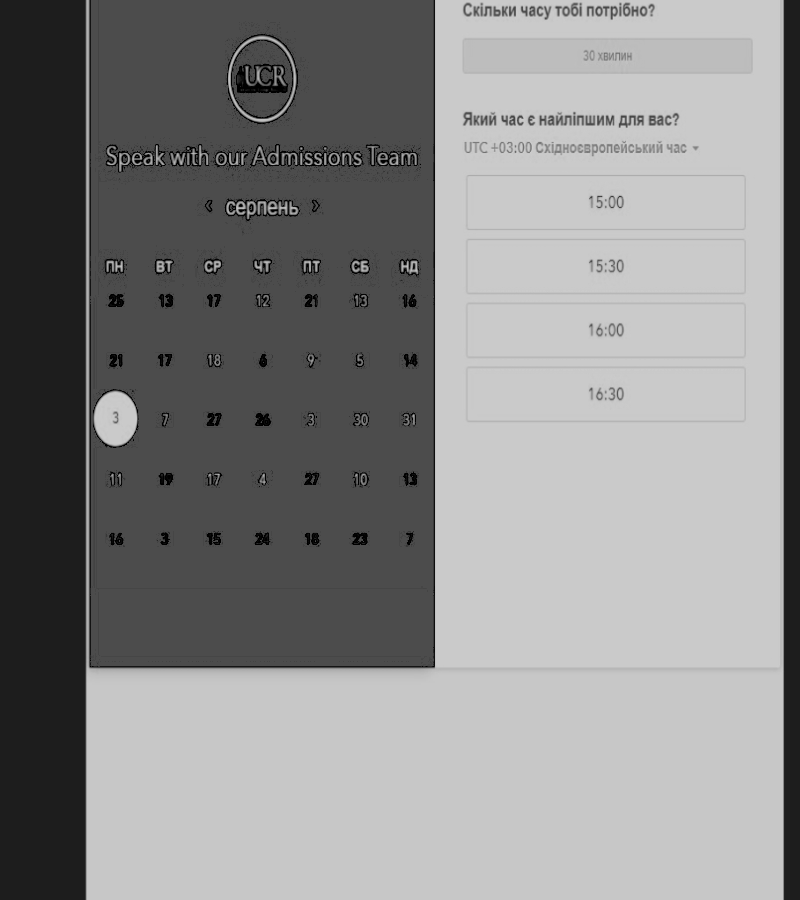 UCR
Speak with our Admissions Team
‹ серпень ›
ПН ВТ СР ЧТ ПТ СБ НД
25 13 17 12 21 13 16
21 17 18 6 9 5 14
3 7 27 26 3 30 31
11 19 17 4 27 10 13
16 3 15 24 18 23 7
Скільки часу тобі потрібно?
30 хвилин
Який час є найліпшим для вас?
UTC +03:00 Східноєвропейський час
15:00
15:30
16:00
16:30